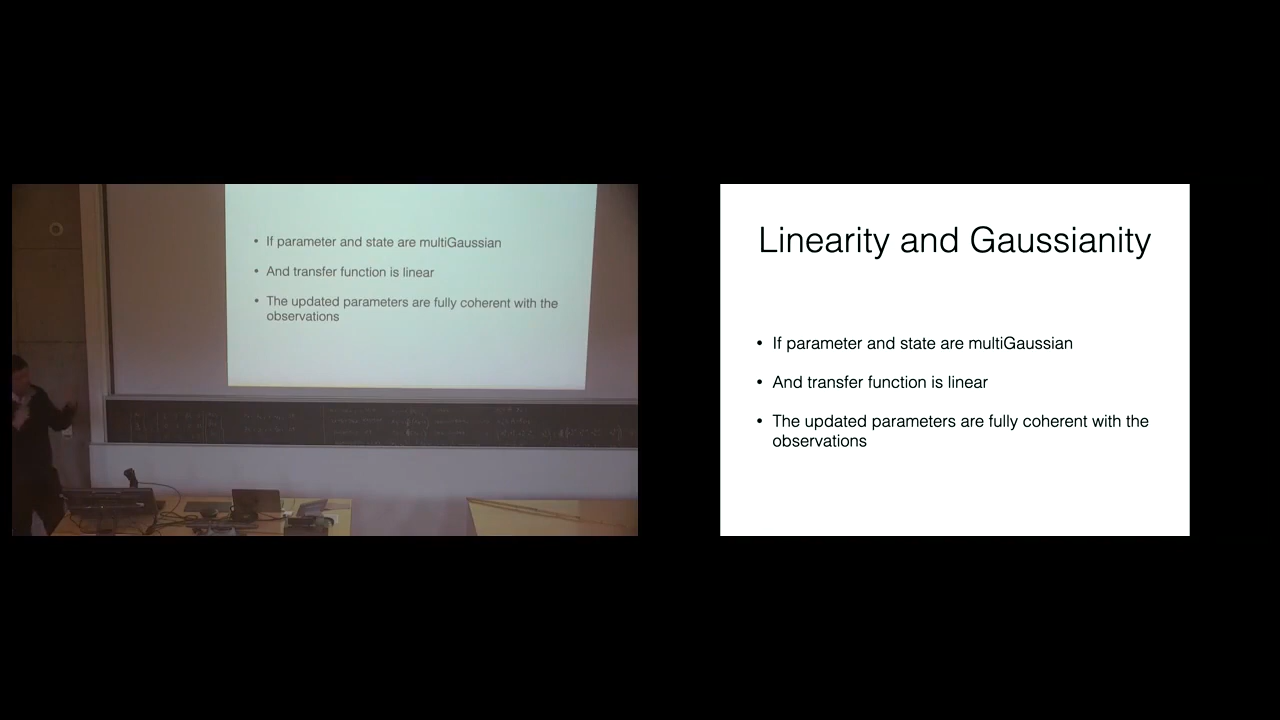 • If parameter and state are multiGaussian
• And transfer function is linear
• The updated parameters are fully coherent with the
observations
Linearity and Gaussianity
• If parameter and state are multiGaussian
• And transfer function is linear
• The updated parameters are fully coherent with the
observations